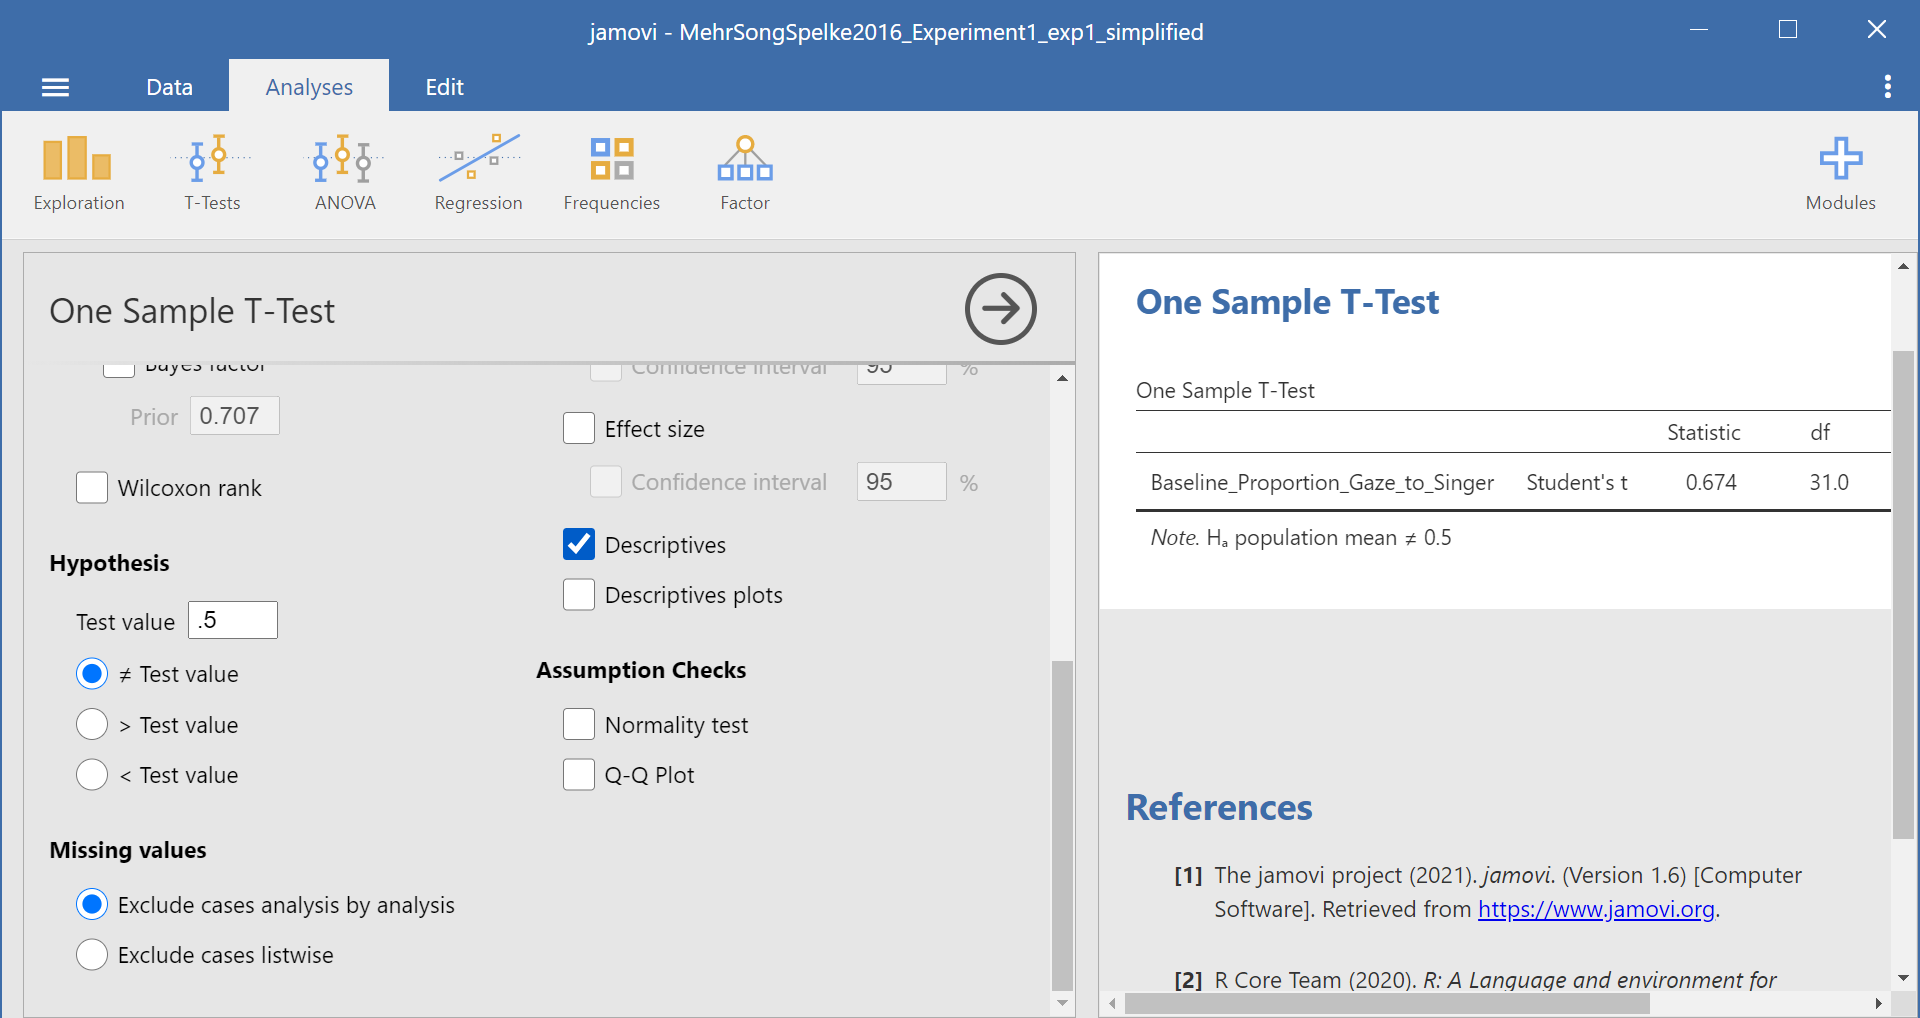 jamovi - MehrSongSpelke2016_Experiment1_exp1_simplified
Data Analyses Edit
Exploration T-Tests ANOVA Regression Frequencies Factor Modules
One Sample T-Test
Bayes factor
Prior 0.707
Wilcoxon rank
Hypothesis
Test value .5
≠ Test value
> Test value
< Test value
Missing values
Exclude cases analysis by analysis
Exclude cases listwise
Confidence interval 95 %
Effect size
Confidence interval 95 %
Descriptives
Descriptives plots
Assumption Checks
Normality test
Q-Q Plot
One Sample T-Test
One Sample T-Test
Statistic df
Baseline_Proportion_Gaze_to_Singer Student's t 0.674 31.0
Note. Hₐ population mean ≠ 0.5
References
[1] The jamovi project (2021). jamovi. (Version 1.6) [Computer
Software]. Retrieved from https://www.jamovi.org.
[2] R Core Team (2020). R: A Language and environment for